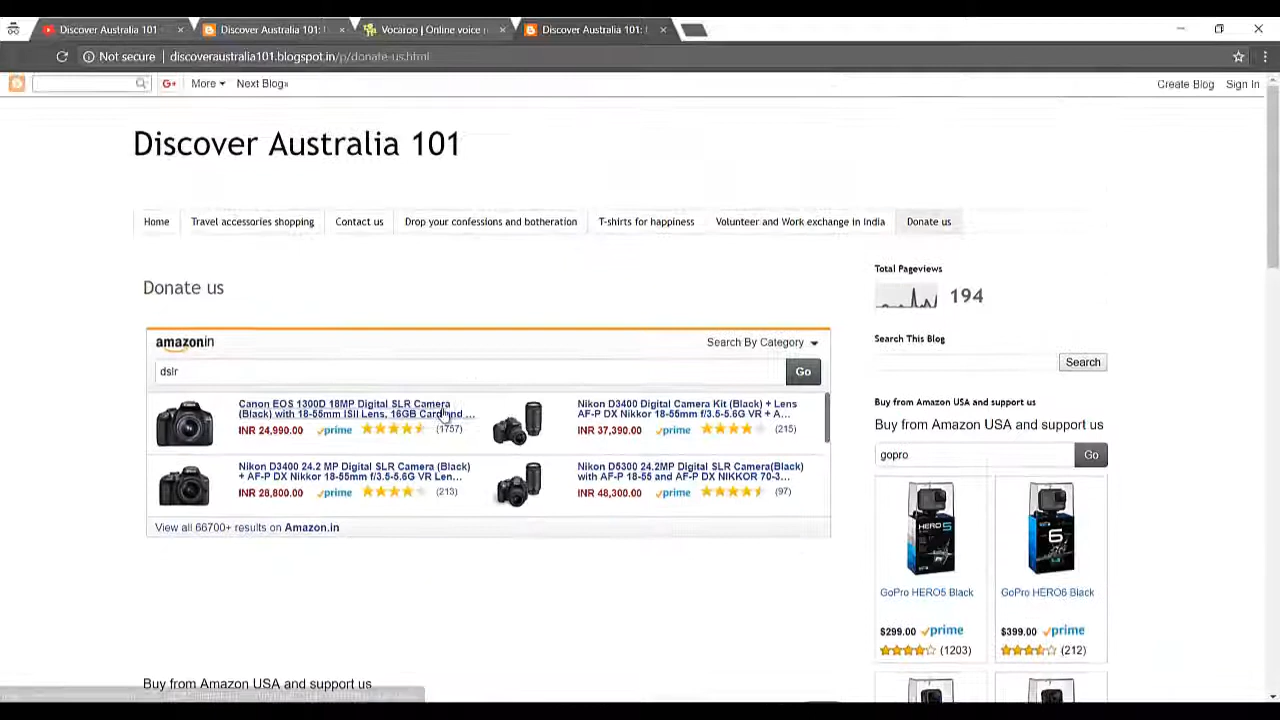 Discover Australia 101
Discover Australia 101:
Vocaroo | Online voice
Discover Australia 101:
Not secure
discoveraustralia101.blogspot.in/p/donate-us.html
G+
More
Next Blog»
Create Blog
Sign In
Discover Australia 101
Home
Travel accessories shopping
Contact us
Drop your confessions and botheration
T-shirts for happiness
Volunteer and Work exchange in India
Donate us
Donate us
amazonin
Search By Category
dslr
Go
Canon EOS 1300D 18MP Digital SLR Camera
(Black) with 18-55mm ISII Lens, 16GB Card and ...
INR 24,990.00 prime (1757)
Nikon D3400 Digital Camera Kit (Black) + Lens
AF-P DX Nikkor 18-55mm f/3.5-5.6G VR + A...
INR 37,390.00 prime (215)
Nikon D3400 24.2 MP Digital SLR Camera (Black)
+ AF-P DX Nikkor 18-55mm f/3.5-5.6G VR Len...
INR 28,800.00 prime (213)
Nikon D5300 24.2MP Digital SLR Camera(Black)
with AF-P 18-55 and AF-P DX NIKKOR 70-3...
INR 48,300.00 prime (97)
View all 66700+ results on Amazon.in
Buy from Amazon USA and support us
Total Pageviews
194
Search This Blog
Search
Buy from Amazon USA and support us
Buy from Amazon USA and support us
gopro
Go
HERO5
6
GoPro HERO5 Black
GoPro HERO6 Black
$299.00 prime
$399.00 prime
(1203)
(212)